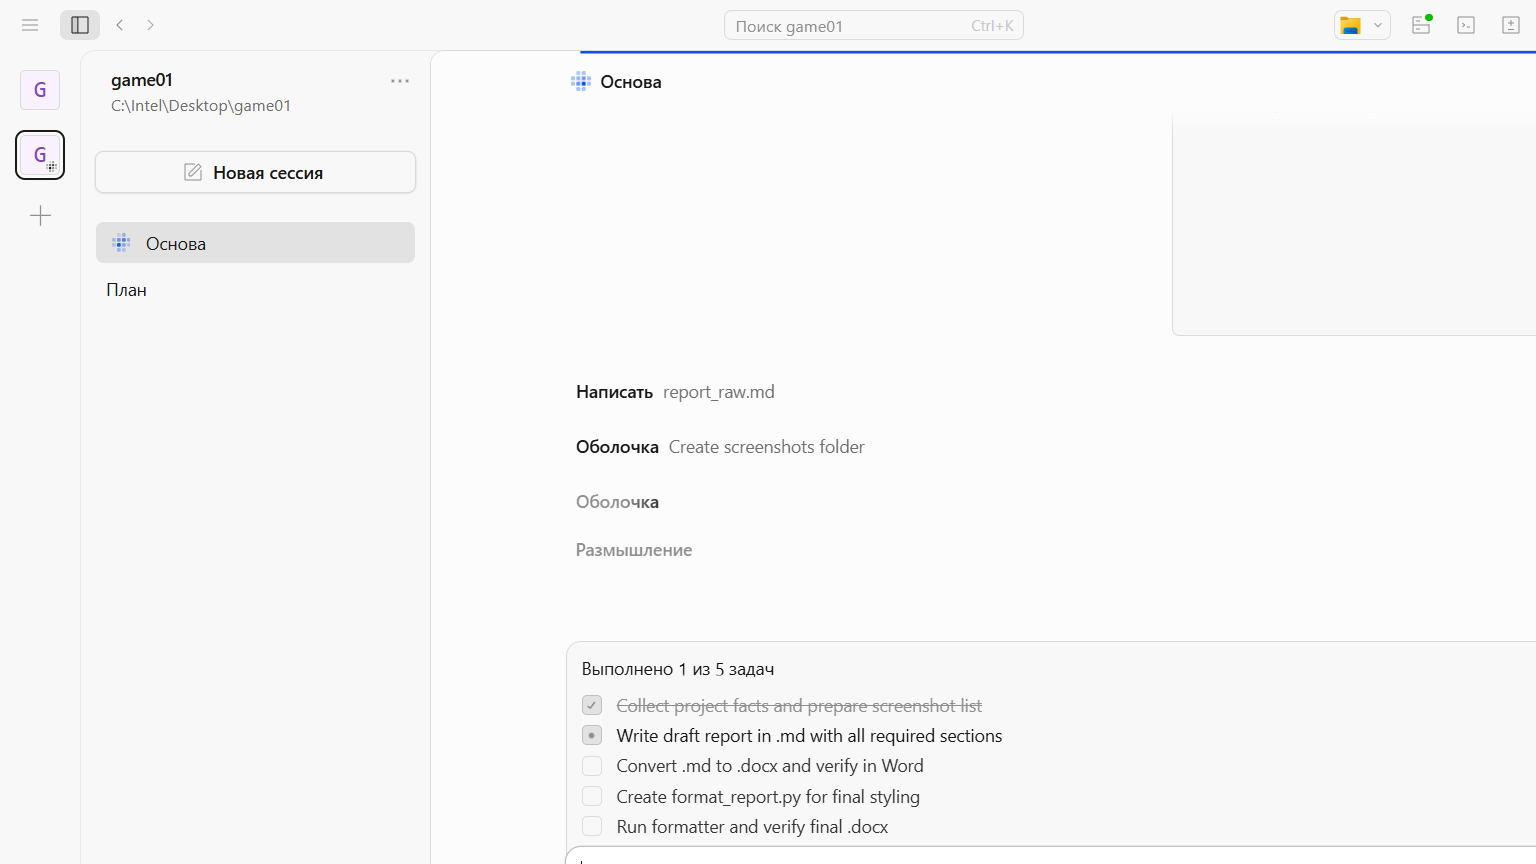 Поиск game01 Ctrl+K
G
G
game01
C:\Intel\Desktop\game01
Новая сессия
Основа
План
Основа
Написать report_raw.md
Оболочка Create screenshots folder
Оболочка
Размышление
Выполнено 1 из 5 задач
Collect project facts and prepare screenshot list
Write draft report in .md with all required sections
Convert .md to .docx and verify in Word
Create format_report.py for final styling
Run formatter and verify final .docx